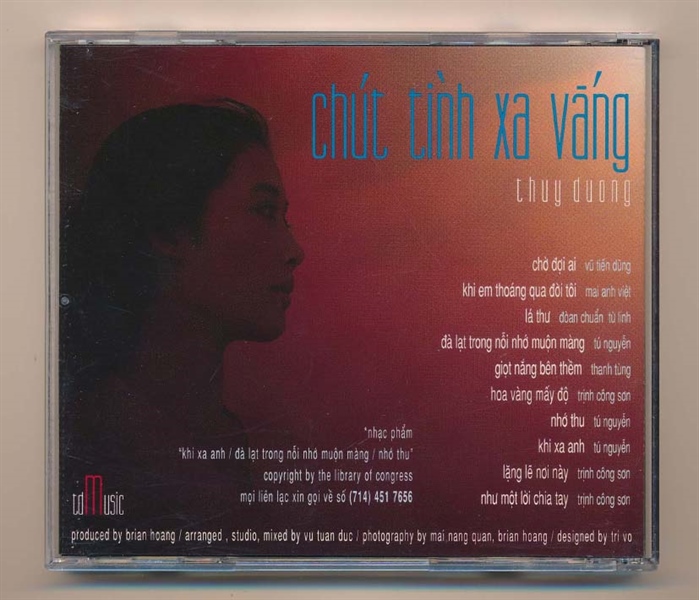 chút tình xa vắng
thuy duong
chờ đợi ai vũ tiến dũng
khi em thoáng qua đời tôi mai anh việt
lá thư đòan chuẩn từ linh
đà lạt trong nỗi nhớ muộn màng tú nguyễn
giọt nắng bên thềm thanh tùng
hoa vàng mấy độ trịnh công sơn
nhớ thu tú nguyễn
khi xa anh tú nguyễn
lặng lẽ nơi này trịnh công sơn
như một lời chia tay trịnh công sơn
*nhạc phẩm
"khi xa anh / đà lạt trong nỗi nhớ muộn màng / nhớ thu"
copyright by the library of congress
mọi liên lạc xin gọi về số (714) 451 7656
td Music
produced by brian hoang / arranged , studio, mixed by vu tuan duc / photography by mai nang quan, brian hoang / designed by tri vo